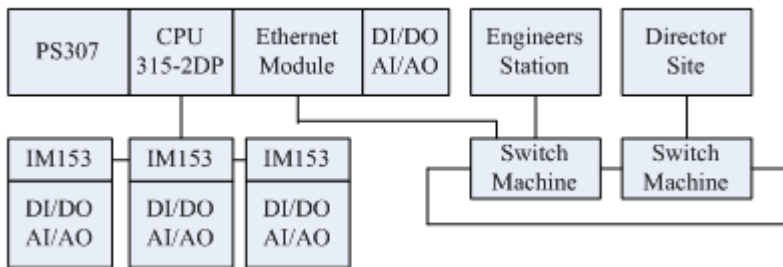 PS307
CPU
315-2DP
Ethernet
Module
DI/DO
AI/AO
Engineers
Station
Director
Site
IM153
IM153
IM153
DI/DO
AI/AO
DI/DO
AI/AO
DI/DO
AI/AO
Switch
Machine
Switch
Machine